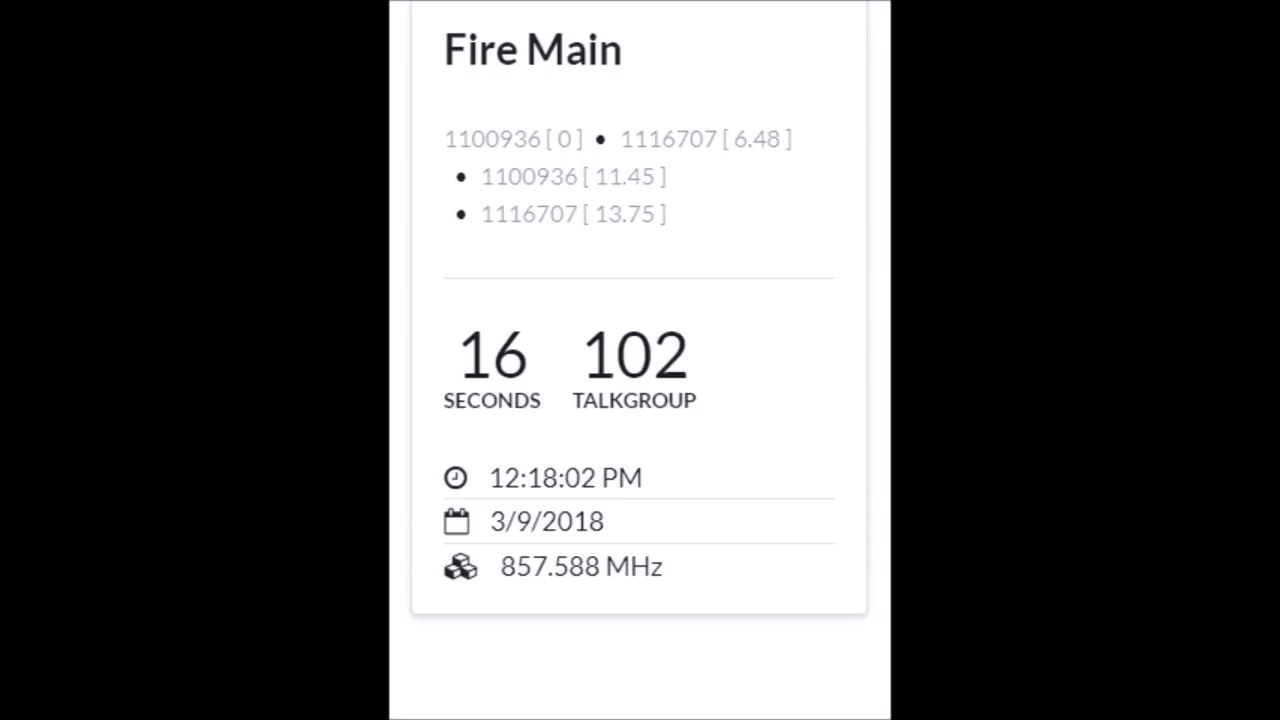 Fire Main
1100936 [ 0 ] • 1116707 [ 6.48 ]
• 1100936 [ 11.45 ]
• 1116707 [ 13.75 ]
16 102
SECONDS TALKGROUP
12:18:02 PM
3/9/2018
857.588 MHz